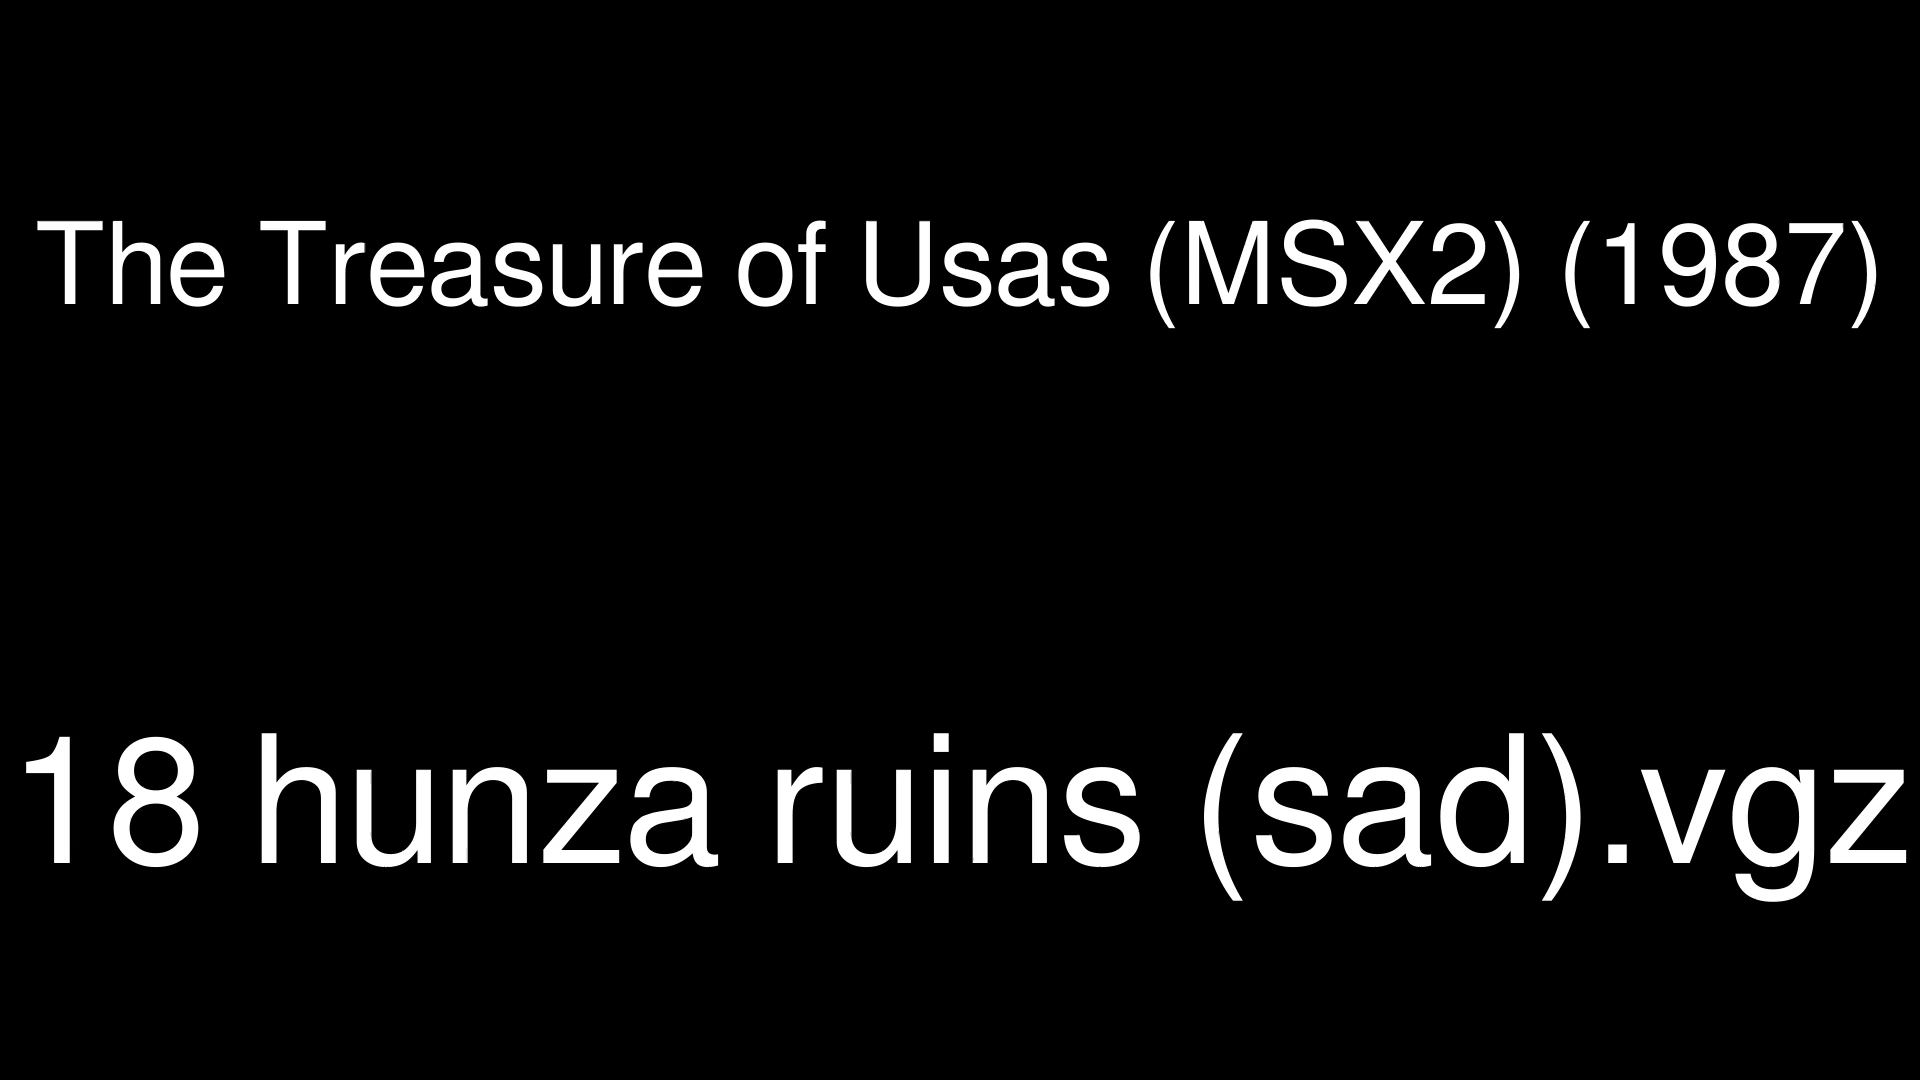 The Treasure of Usas (MSX2) (1987)
18 hunza ruins (sad).vgz